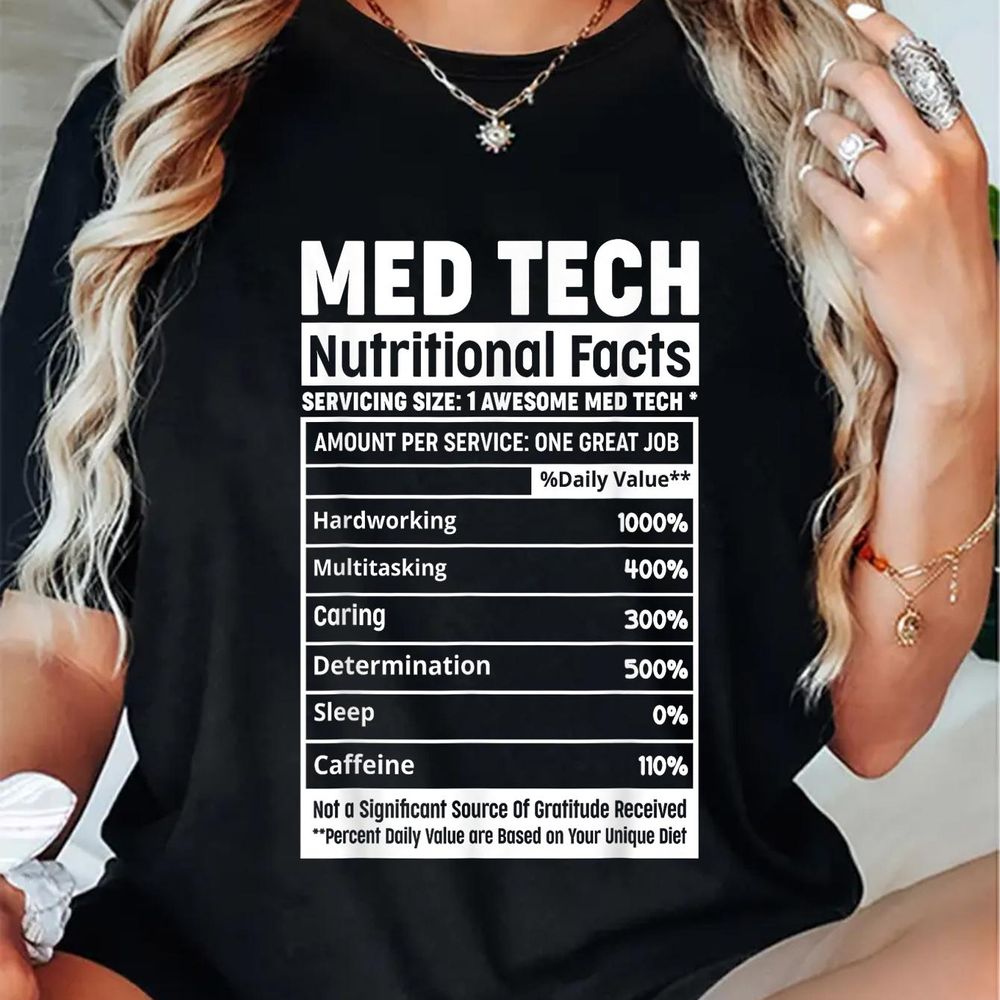 MED TECH
Nutritional Facts
SERVICING SIZE: 1 AWESOME MED TECH *
AMOUNT PER SERVICE: ONE GREAT JOB
%Daily Value**
Hardworking 1000%
Multitasking 400%
Caring 300%
Determination 500%
Sleep 0%
Caffeine 110%
Not a Significant Source Of Gratitude Received
**Percent Daily Value are Based on Your Unique Diet